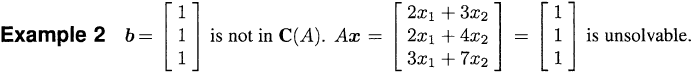 Example 2 b = [ 1 1 1 ] is not in C(A). Ax = [ 2x₁ + 3x₂ 2x₁ + 4x₂ 3x₁ + 7x₂ ] = [ 1 1 1 ] is unsolvable.